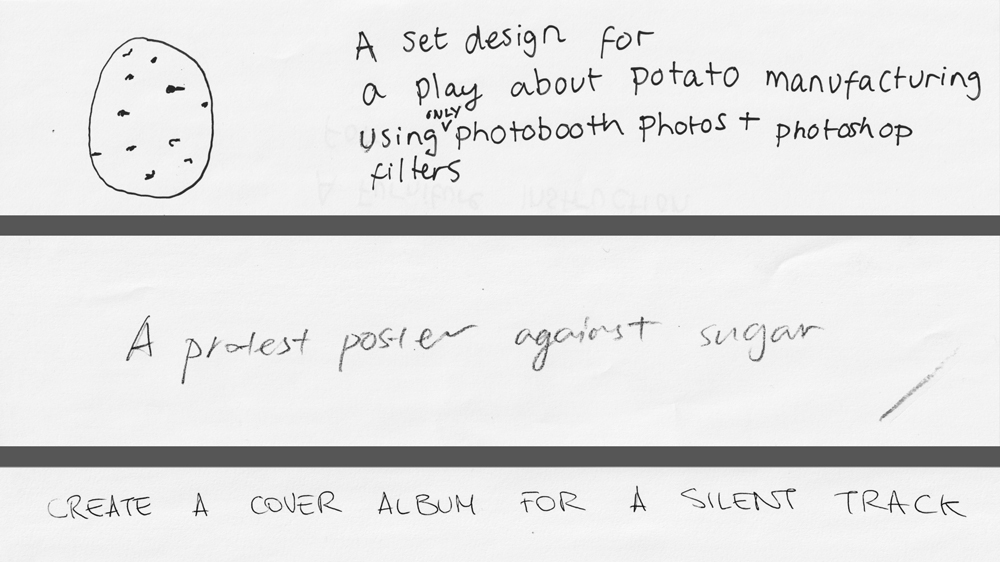 A set design for
a play about potato manufacturing
using ONLY photobooth photos + photoshop
filters
A protest poster against sugar
CREATE A COVER ALBUM FOR A SILENT TRACK